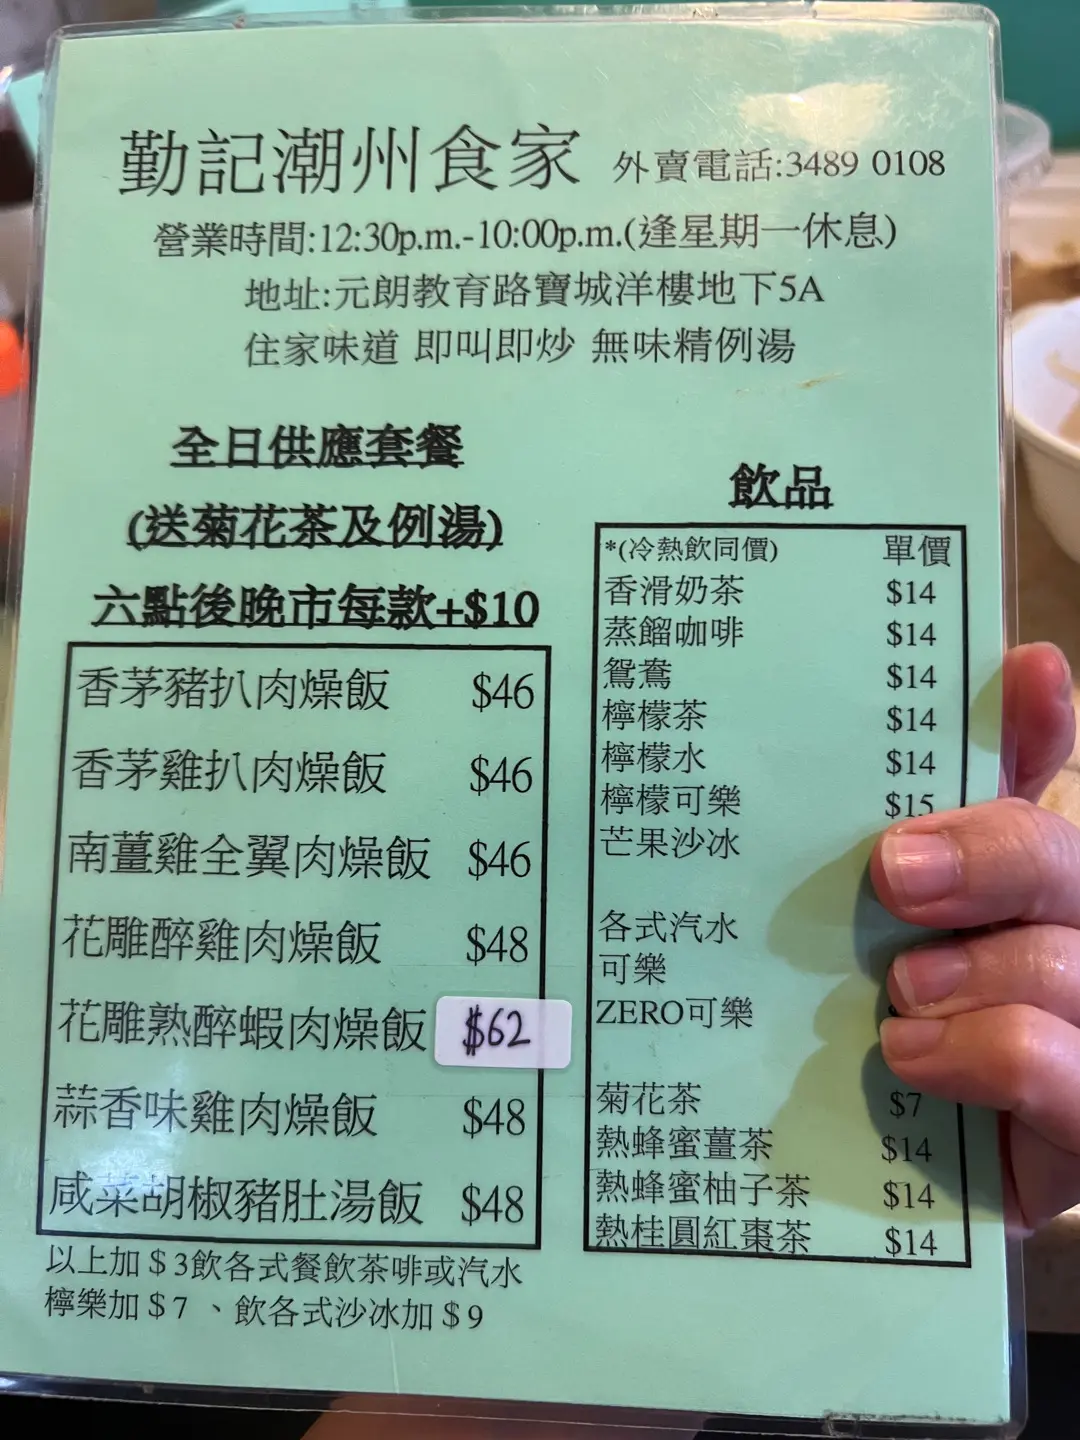 勤記潮州食家 外賣電話:3489 0108
營業時間:12:30p.m.-10:00p.m.(逢星期一休息)
地址:元朗教育路寶城洋樓地下5A
住家味道 即叫即炒 無味精例湯
全日供應套餐
(送菊花茶及例湯)
六點後晚市每款+$10
香茅豬扒肉燥飯 $46
香茅雞扒肉燥飯 $46
南薑雞全翼肉燥飯 $46
花雕醉雞肉燥飯 $48
花雕熟醉蝦肉燥飯 $62
蒜香味雞肉燥飯 $48
咸菜胡椒豬肚湯飯 $48
以上加＄3飲各式餐飲茶啡或汽水
檸樂加＄7 、飲各式沙冰加＄9
飲品
*(冷熱飲同價) 單價
香滑奶茶 $14
蒸餾咖啡 $14
鴛鴦 $14
檸檬茶 $14
檸檬水 $14
檸檬可樂 $15
芒果沙冰
各式汽水
可樂
ZERO可樂
菊花茶 $7
熱蜂蜜薑茶 $14
熱蜂蜜柚子茶 $14
熱桂圓紅棗茶 $14